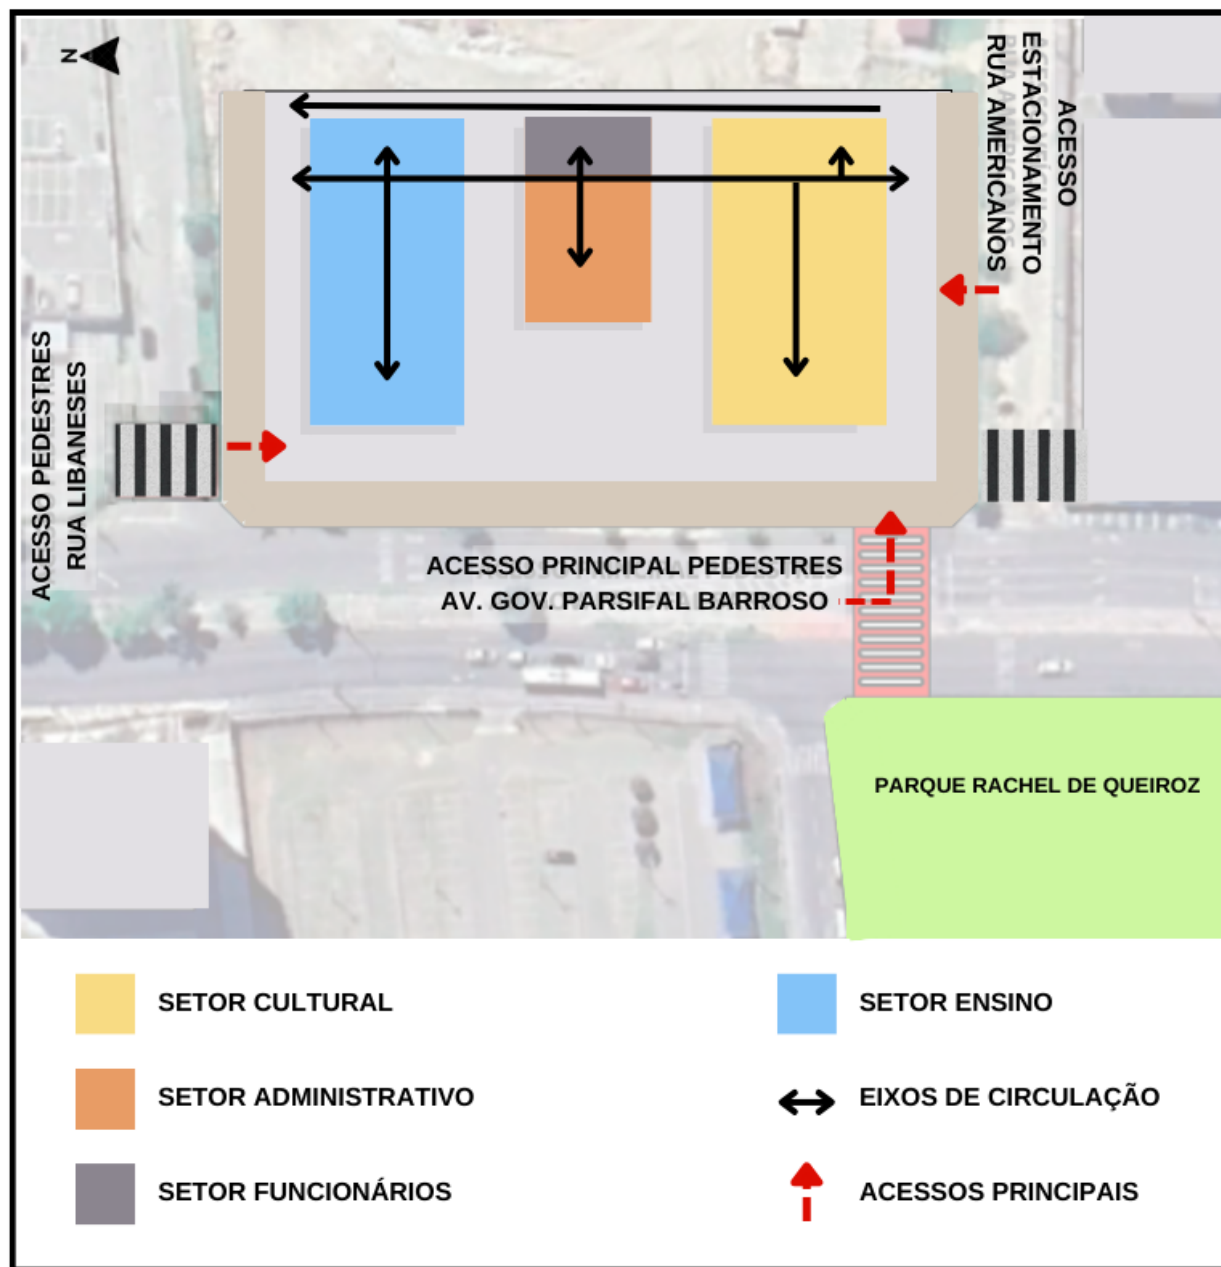 N
ACESSO
ESTACIONAMENTO
RUA AMERICANOS
ACESSO PEDESTRES
RUA LIBANESES
ACESSO PRINCIPAL PEDESTRES
AV. GOV. PARSIFAL BARROSO
PARQUE RACHEL DE QUEIROZ
SETOR CULTURAL
SETOR ENSINO
SETOR ADMINISTRATIVO
EIXOS DE CIRCULAÇÃO
SETOR FUNCIONÁRIOS
ACESSOS PRINCIPAIS